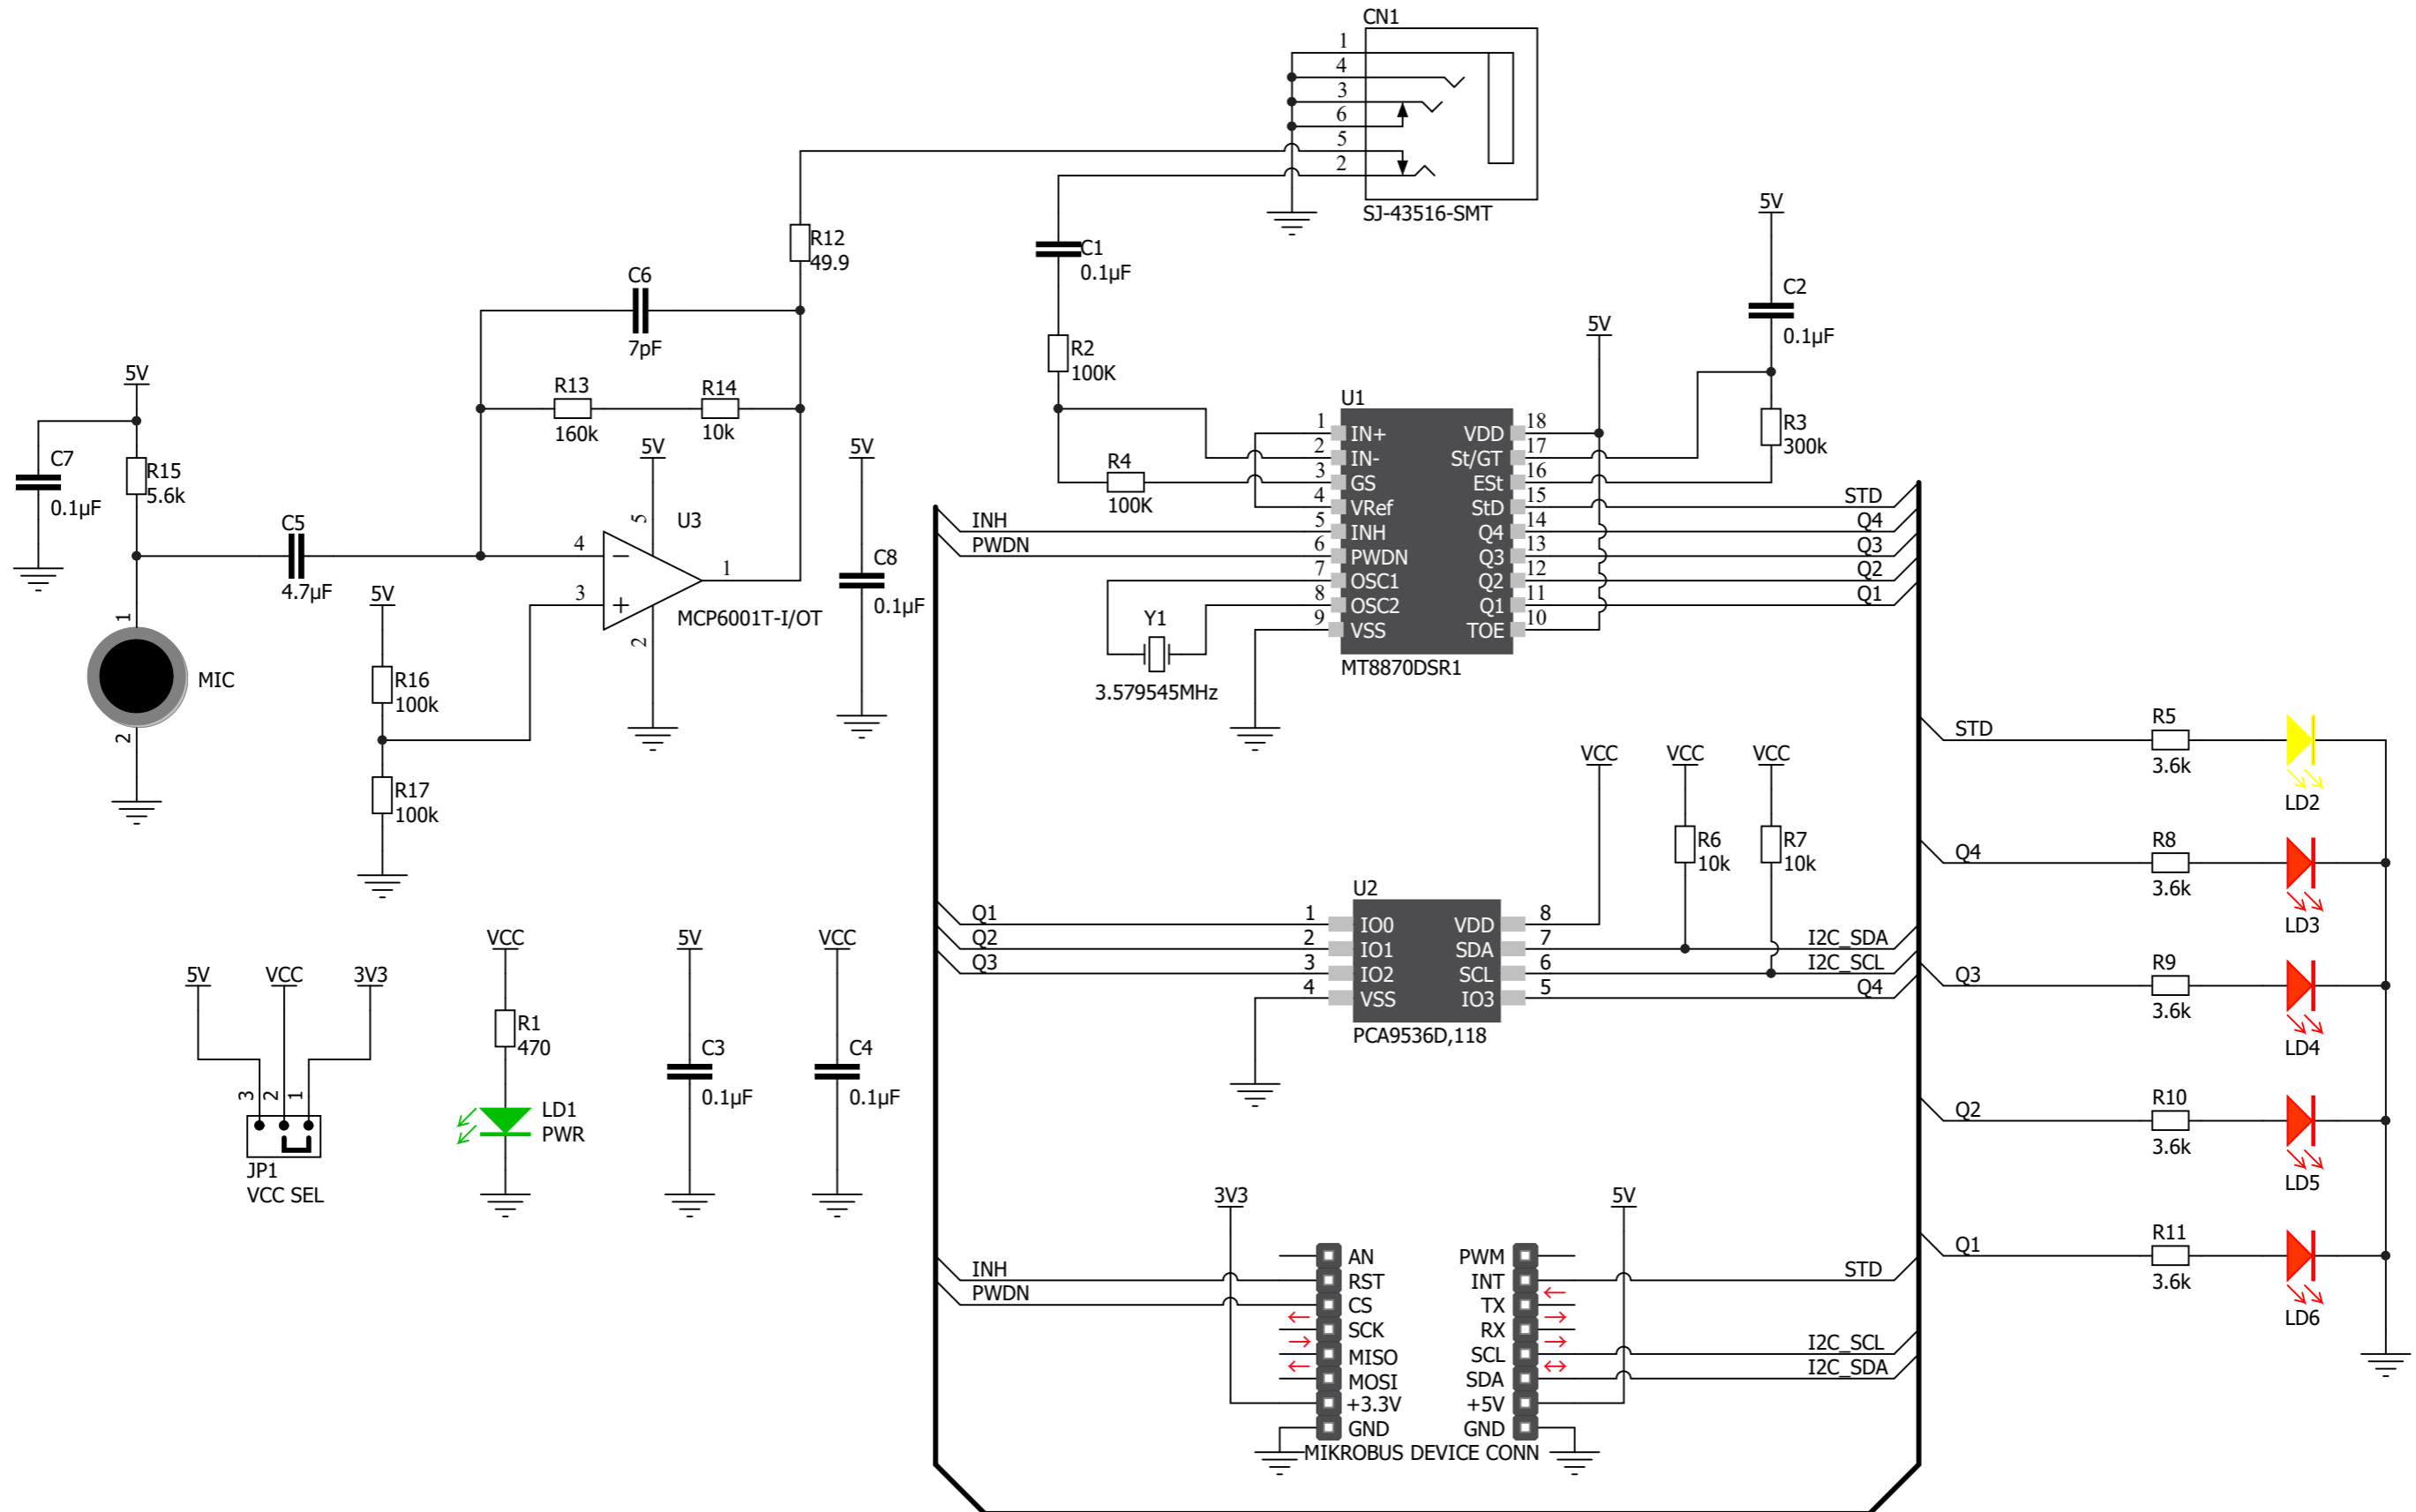 CN1
1
4
3
6
5
2
SJ-43516-SMT
5V
C2
0.1µF
R3
300k
R12
49.9
C1
0.1µF
R2
100K
R4
100K
C6
7pF
R13
160k
R14
10k
5V
C7
0.1µF
R15
5.6k
C5
4.7µF
1
MIC
2
5V
5
U3
4
3
1
2
MCP6001T-I/OT
5V
R16
100k
R17
100k
5V
C8
0.1µF
5V
U1
1 IN+ VDD 18
2 IN- St/GT 17
3 GS ESt 16
4 VRef StD 15 STD
INH 5 INH Q4 14 Q4
PWDN 6 PWDN Q3 13 Q3
7 OSC1 Q2 12 Q2
8 OSC2 Q1 11 Q1
9 VSS TOE 10
MT8870DSR1
Y1
3.579545MHz
VCC VCC VCC
R6
10k
R7
10k
U2
Q1 1 IO0 VDD 8
Q2 2 IO1 SDA 7 I2C_SDA
Q3 3 IO2 SCL 6 I2C_SCL
4 VSS IO3 5 Q4
PCA9536D,118
STD R5
3.6k
LD2
Q4 R8
3.6k
LD3
Q3 R9
3.6k
LD4
Q2 R10
3.6k
LD5
Q1 R11
3.6k
LD6
5V VCC 3V3
3 2 1
JP1
VCC SEL
VCC
R1
470
LD1
PWR
5V
C3
0.1µF
VCC
C4
0.1µF
3V3 5V
AN PWM
INH RST INT STD
PWDN CS TX
SCK RX
MISO SCL I2C_SCL
MOSI SDA I2C_SDA
+3.3V +5V
GND GND
MIKROBUS DEVICE CONN